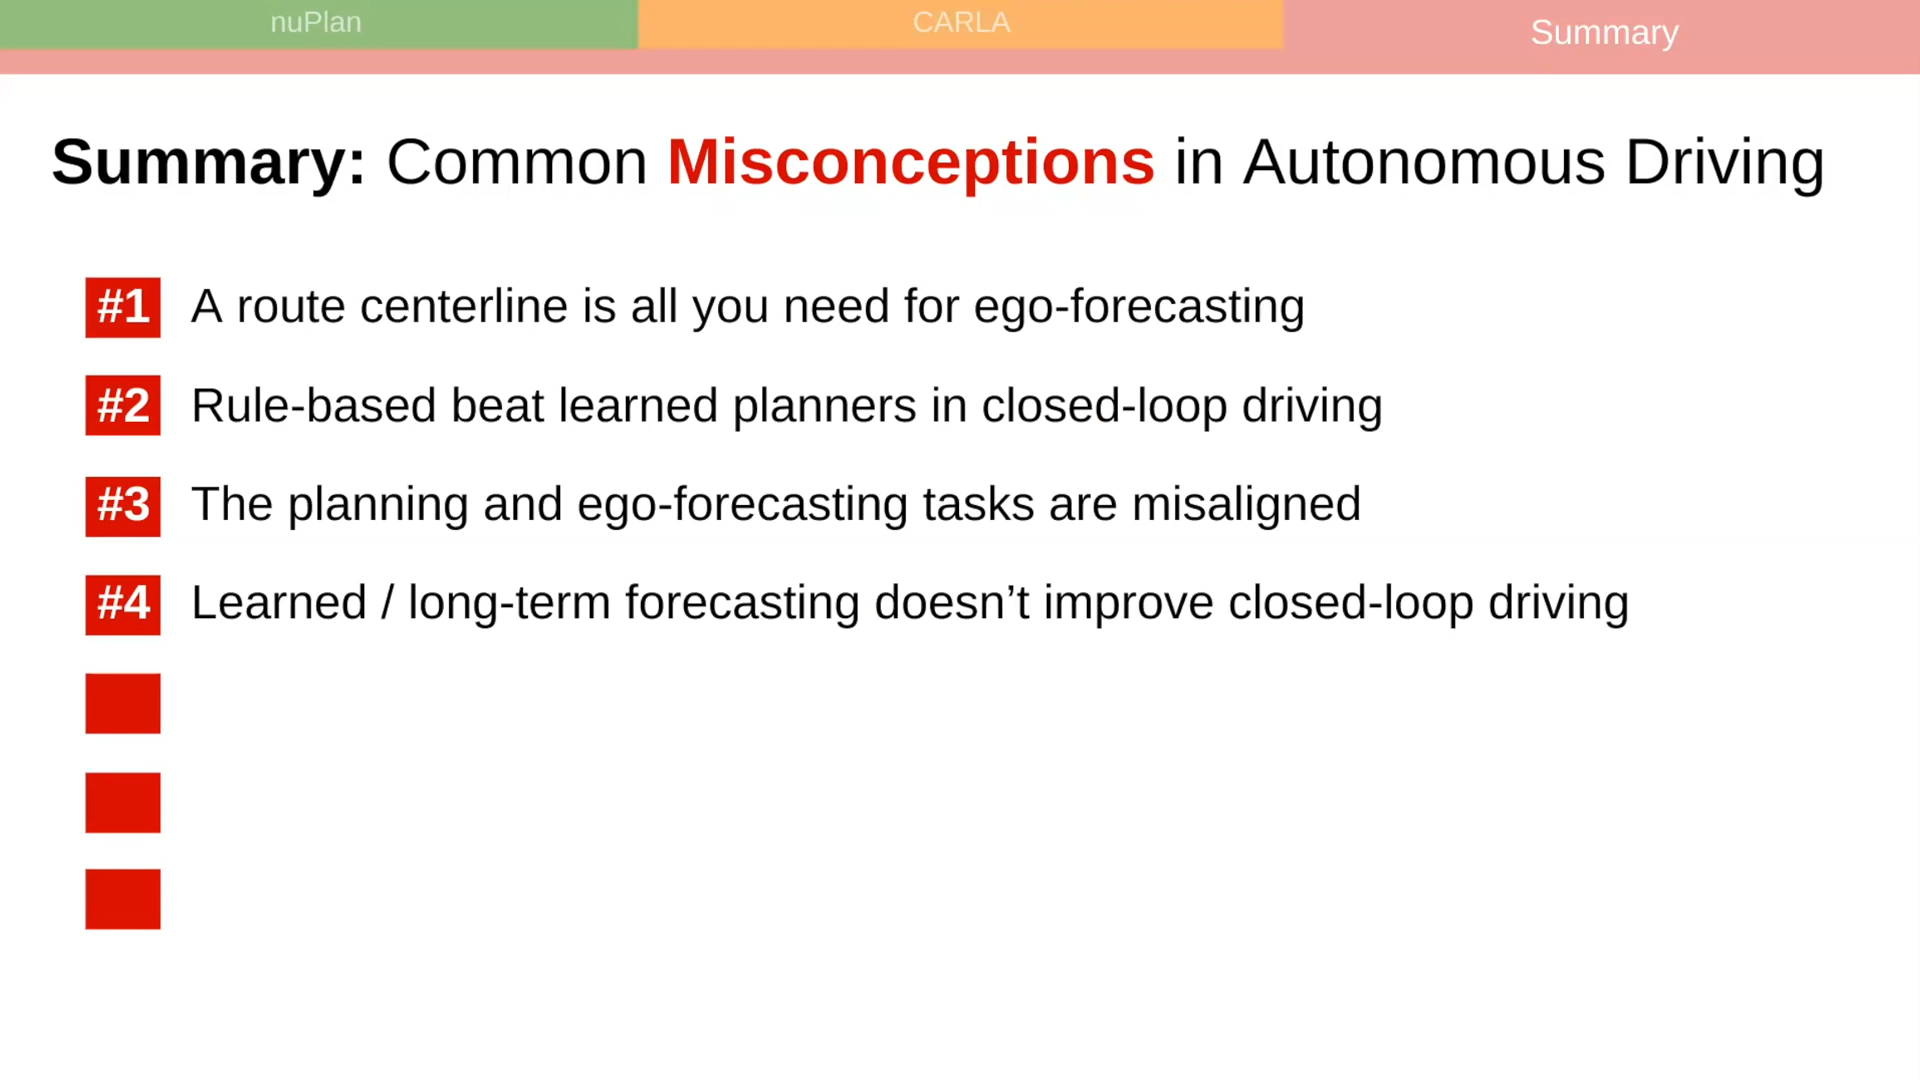 nuPlan
CARLA
Summary
Summary: Common Misconceptions in Autonomous Driving
#1 A route centerline is all you need for ego-forecasting
#2 Rule-based beat learned planners in closed-loop driving
#3 The planning and ego-forecasting tasks are misaligned
#4 Learned / long-term forecasting doesn’t improve closed-loop driving